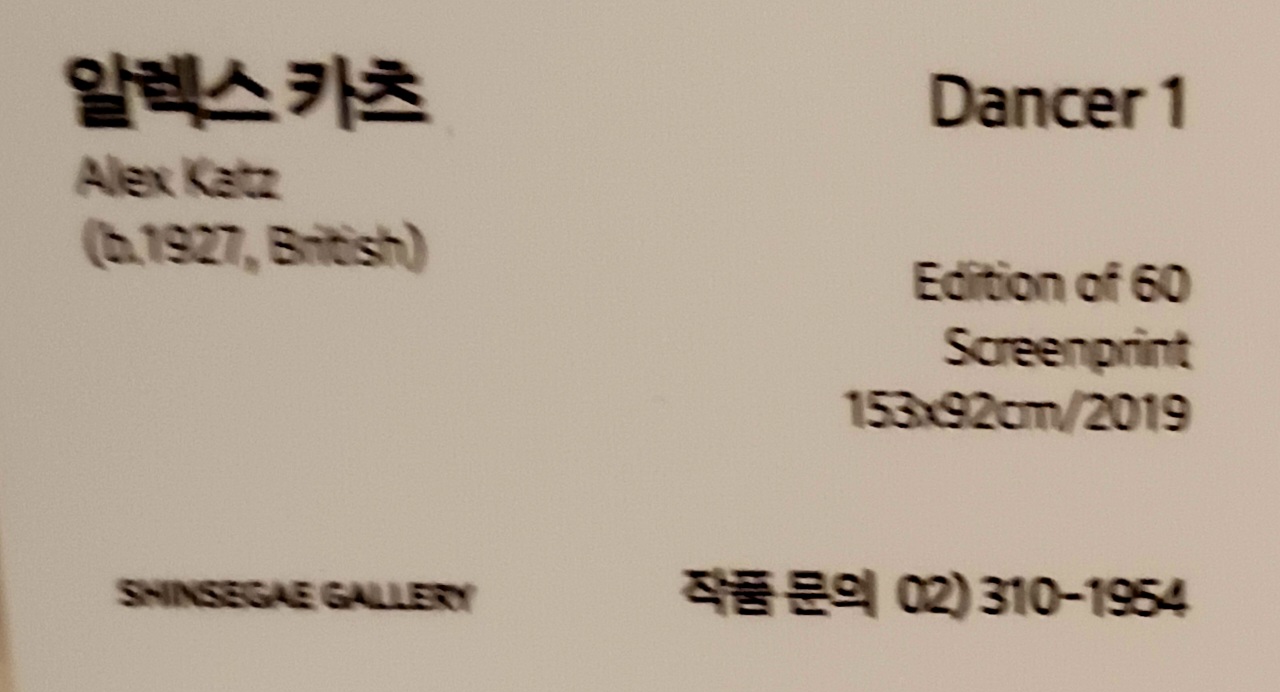 알렉스 카츠
Alex Katz
(b.1927, British)
Dancer 1
Edition of 60
Screenprint
153x92cm/2019
SHINSEGAE GALLERY
작품 문의 02) 310-1954